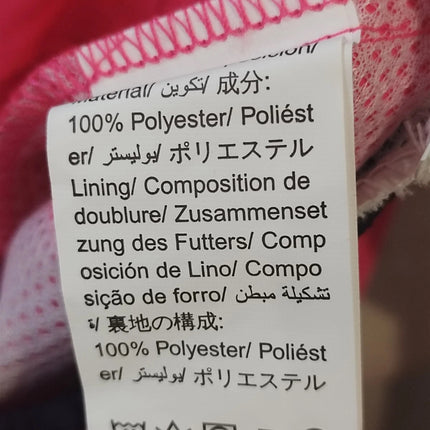 Material/ تكوين/ 成分:
100% Polyester/ Poliést
er/ بوليستر/ ポリエステル
Lining/ Composition de
doublure/ Zusammenset
zung des Futters/ Comp
osición de Lino/ Compo
sição de forro/ تشكيلة مبطن
ة/ 裏地の構成:
100% Polyester/ Poliést
er/ بوليستر/ ポリエステル